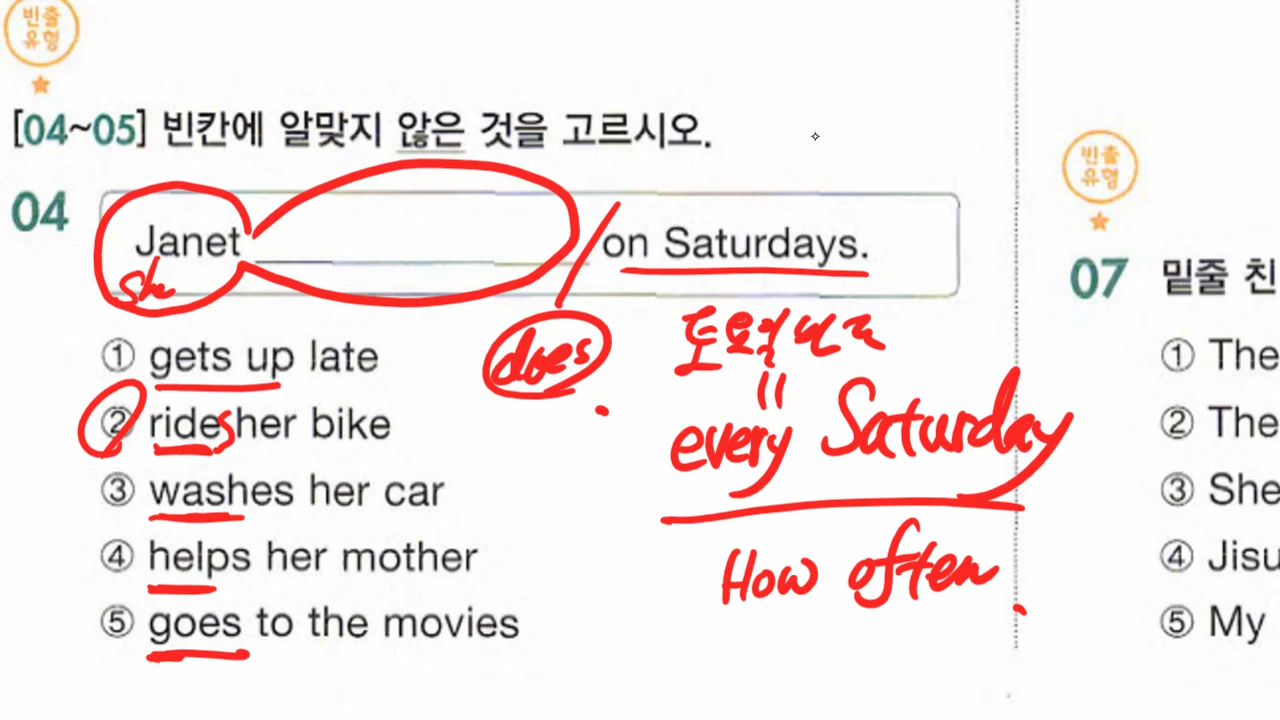 빈출
유형
[04~05] 빈칸에 알맞지 않은 것을 고르시오.
04
Janet on Saturdays.
she
① gets up late
② rides her bike
③ washes her car
④ helps her mother
⑤ goes to the movies
does
토요일마다
=
every Saturday
How often
빈출
유형
07 밑줄 친
① The
② The
③ She
④ Jisu
⑤ My